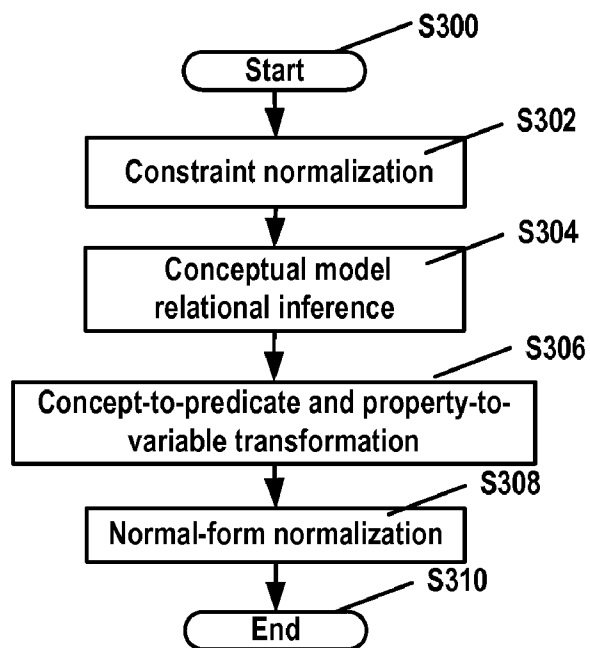 S300
Start
S302
Constraint normalization
S304
Conceptual model
relational inference
S306
Concept-to-predicate and property-to-
variable transformation
S308
Normal-form normalization
S310
End